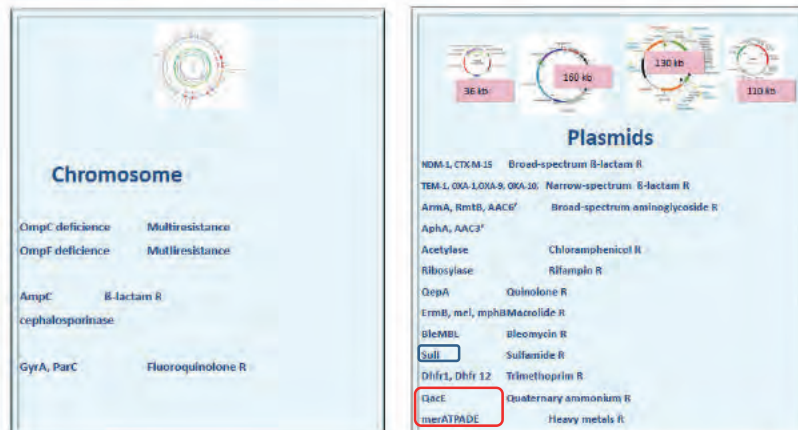 Chromosome
OmpC deficience Multiresistance
OmpF deficience Mutliresistance
AmpC ß-lactam R
cephalosporinase
GyrA, ParC Fluoroquinolone R
36 kb
160 kb
130 kb
110 kb
Plasmids
NDM-1, CTX-M-15 Broad-spectrum ß-lactam R
TEM-1, OXA-1,OXA-9, OXA-10, Narrow-spectrum ß-lactam R
ArmA, RmtB, AAC6' Broad-spectrum aminoglycoside R
AphA, AAC3'
Acetylase Chloramphenicol R
Ribosylase Rifampin R
QepA Quinolone R
ErmB, mel, mphB Macrolide R
BleMBL Bleomycin R
SulI Sulfamide R
Dhfr1, Dhfr 12 Trimethoprim R
QacE Quaternary ammonium R
merATPADE Heavy metals R